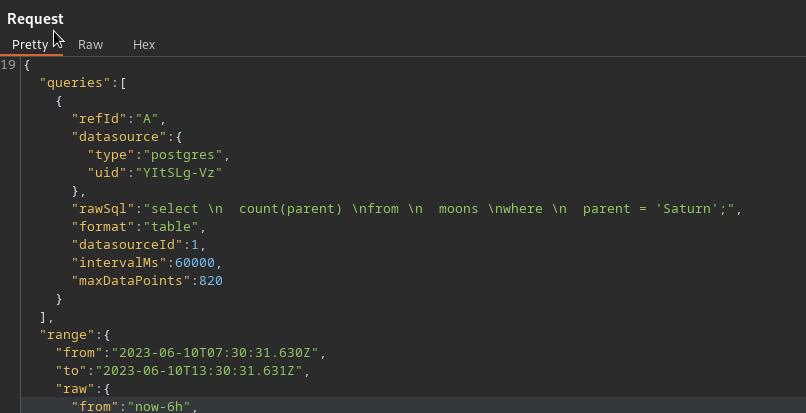 Request
Pretty Raw Hex
19 {
"queries":[
{
"refId":"A",
"datasource":{
"type":"postgres",
"uid":"YItSLg-Vz"
},
"rawSql":"select \n  count(parent) \nfrom \n  moons \nwhere \n  parent = 'Saturn';",
"format":"table",
"datasourceId":1,
"intervalMs":60000,
"maxDataPoints":820
}
],
"range":{
"from":"2023-06-10T07:30:31.630Z",
"to":"2023-06-10T13:30:31.631Z",
"raw":{
"from":"now-6h",